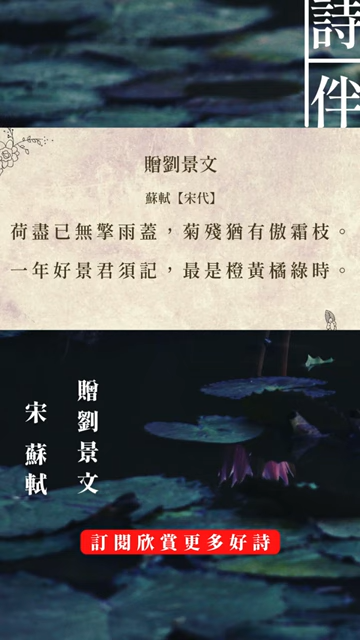 詩伴
贈劉景文
蘇軾【宋代】
荷盡已無擎雨蓋，菊殘猶有傲霜枝。
一年好景君須記，最是橙黃橘綠時。
贈劉景文
宋 蘇軾
訂閱欣賞更多好詩